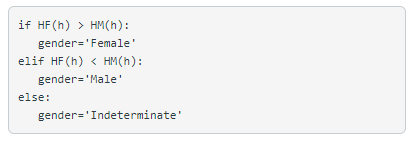 if HF(h) > HM(h):
   gender='Female'
elif HF(h) < HM(h):
   gender='Male'
else:
   gender='Indeterminate'